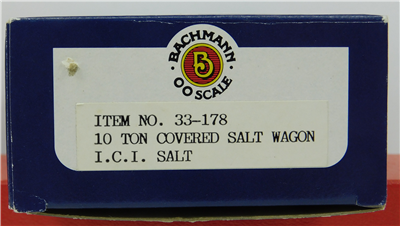 BACHMANN
B
OO SCALE
ITEM NO. 33-178
10 TON COVERED SALT WAGON
I.C.I. SALT